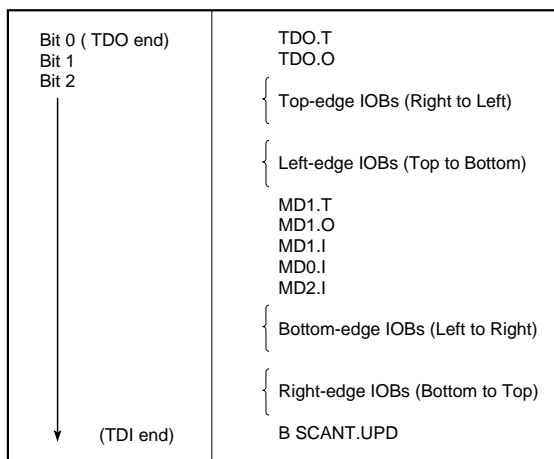 Bit 0 ( TDO end)
Bit 1
Bit 2
(TDI end)
TDO.T
TDO.O
Top-edge IOBs (Right to Left)
Left-edge IOBs (Top to Bottom)
MD1.T
MD1.O
MD1.I
MD0.I
MD2.I
Bottom-edge IOBs (Left to Right)
Right-edge IOBs (Bottom to Top)
B SCANT.UPD